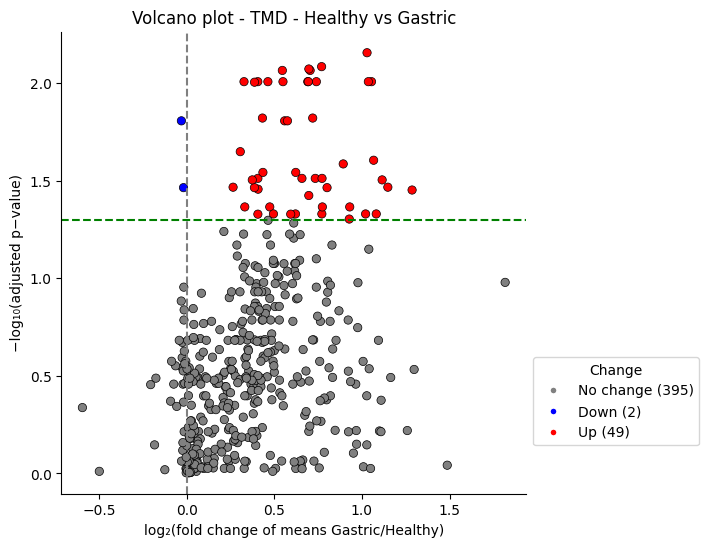 Volcano plot - TMD - Healthy vs Gastric
−log₁₀(adjusted p−value)
2.0
1.5
1.0
0.5
0.0
−0.5
0.0
0.5
1.0
1.5
log₂(fold change of means Gastric/Healthy)
Change
No change (395)
Down (2)
Up (49)